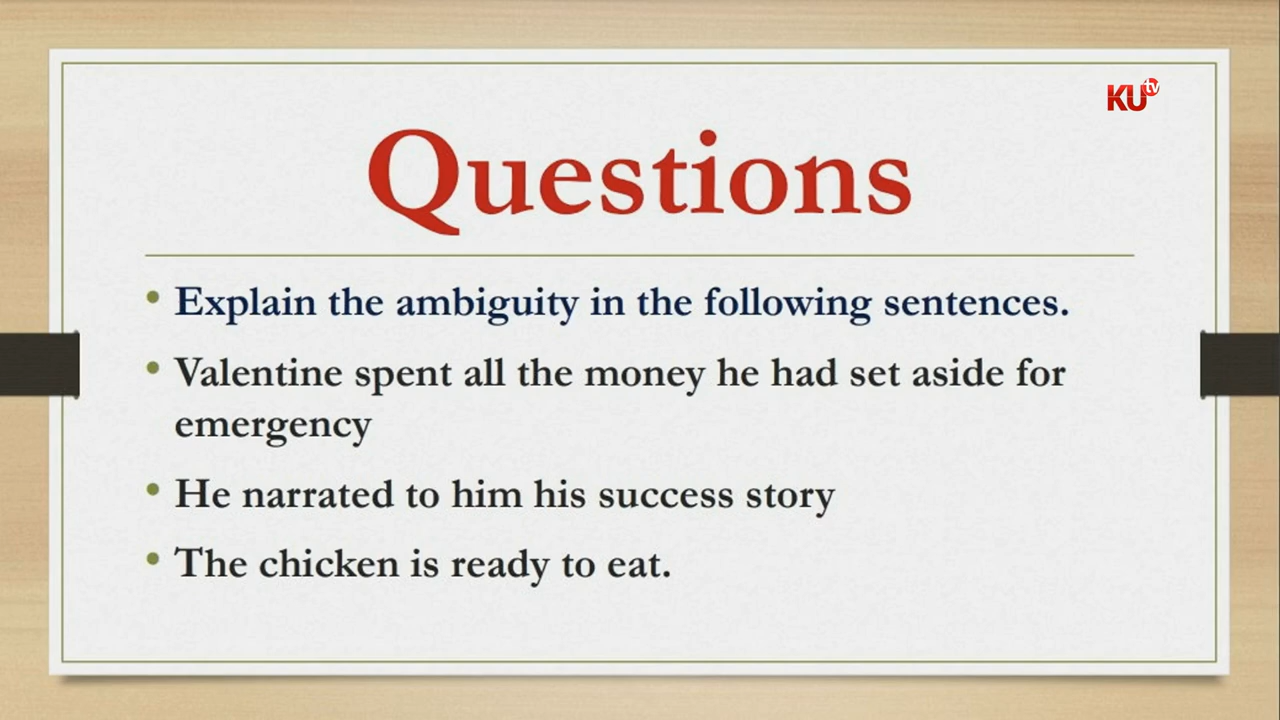 KUtv
Questions
• Explain the ambiguity in the following sentences.
• Valentine spent all the money he had set aside for
emergency
• He narrated to him his success story
• The chicken is ready to eat.